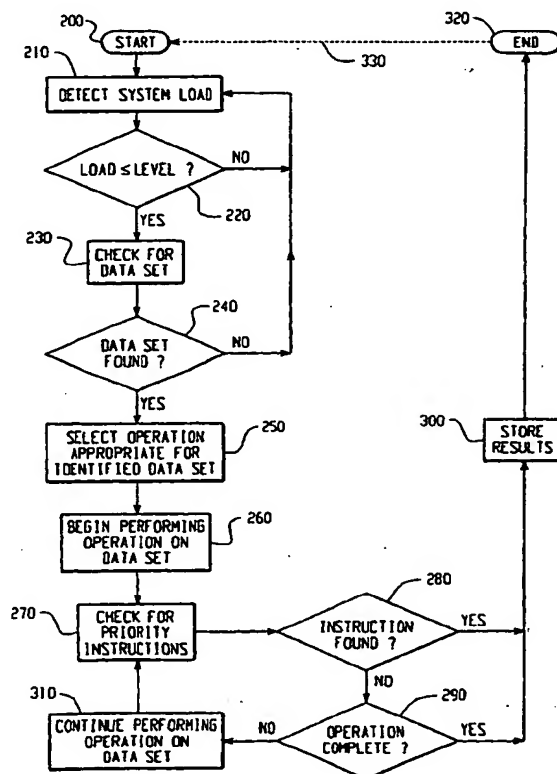 200
START
330
320
END
210
DETECT SYSTEM LOAD
LOAD ≤ LEVEL ?
NO
220
YES
230
CHECK FOR
DATA SET
240
DATA SET
FOUND ?
NO
YES
250
SELECT OPERATION
APPROPRIATE FOR
IDENTIFIED DATA SET
300
STORE
RESULTS
260
BEGIN PERFORMING
OPERATION ON
DATA SET
270
CHECK FOR
PRIORITY
INSTRUCTIONS
280
INSTRUCTION
FOUND ?
YES
NO
290
OPERATION
COMPLETE ?
YES
NO
310
CONTINUE PERFORMING
OPERATION ON
DATA SET